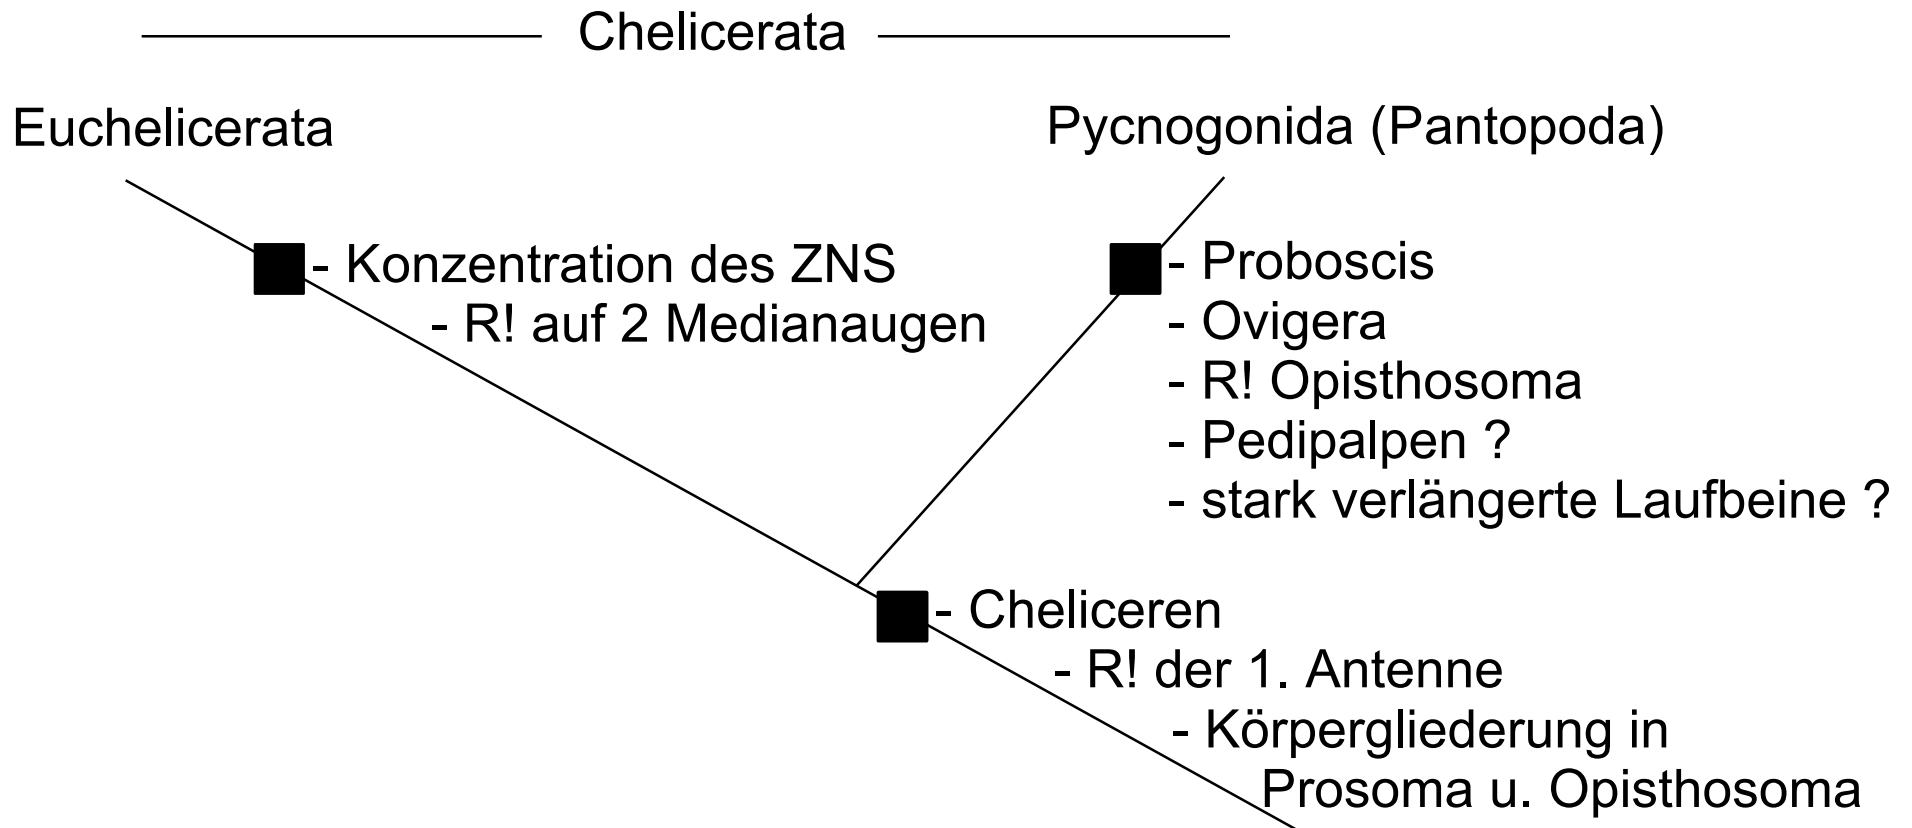 Chelicerata
Euchelicerata
Pycnogonida (Pantopoda)
- Konzentration des ZNS
- R! auf 2 Medianaugen
- Proboscis
- Ovigera
- R! Opisthosoma
- Pedipalpen ?
- stark verlängerte Laufbeine ?
- Cheliceren
- R! der 1. Antenne
- Körpergliederung in
Prosoma u. Opisthosoma